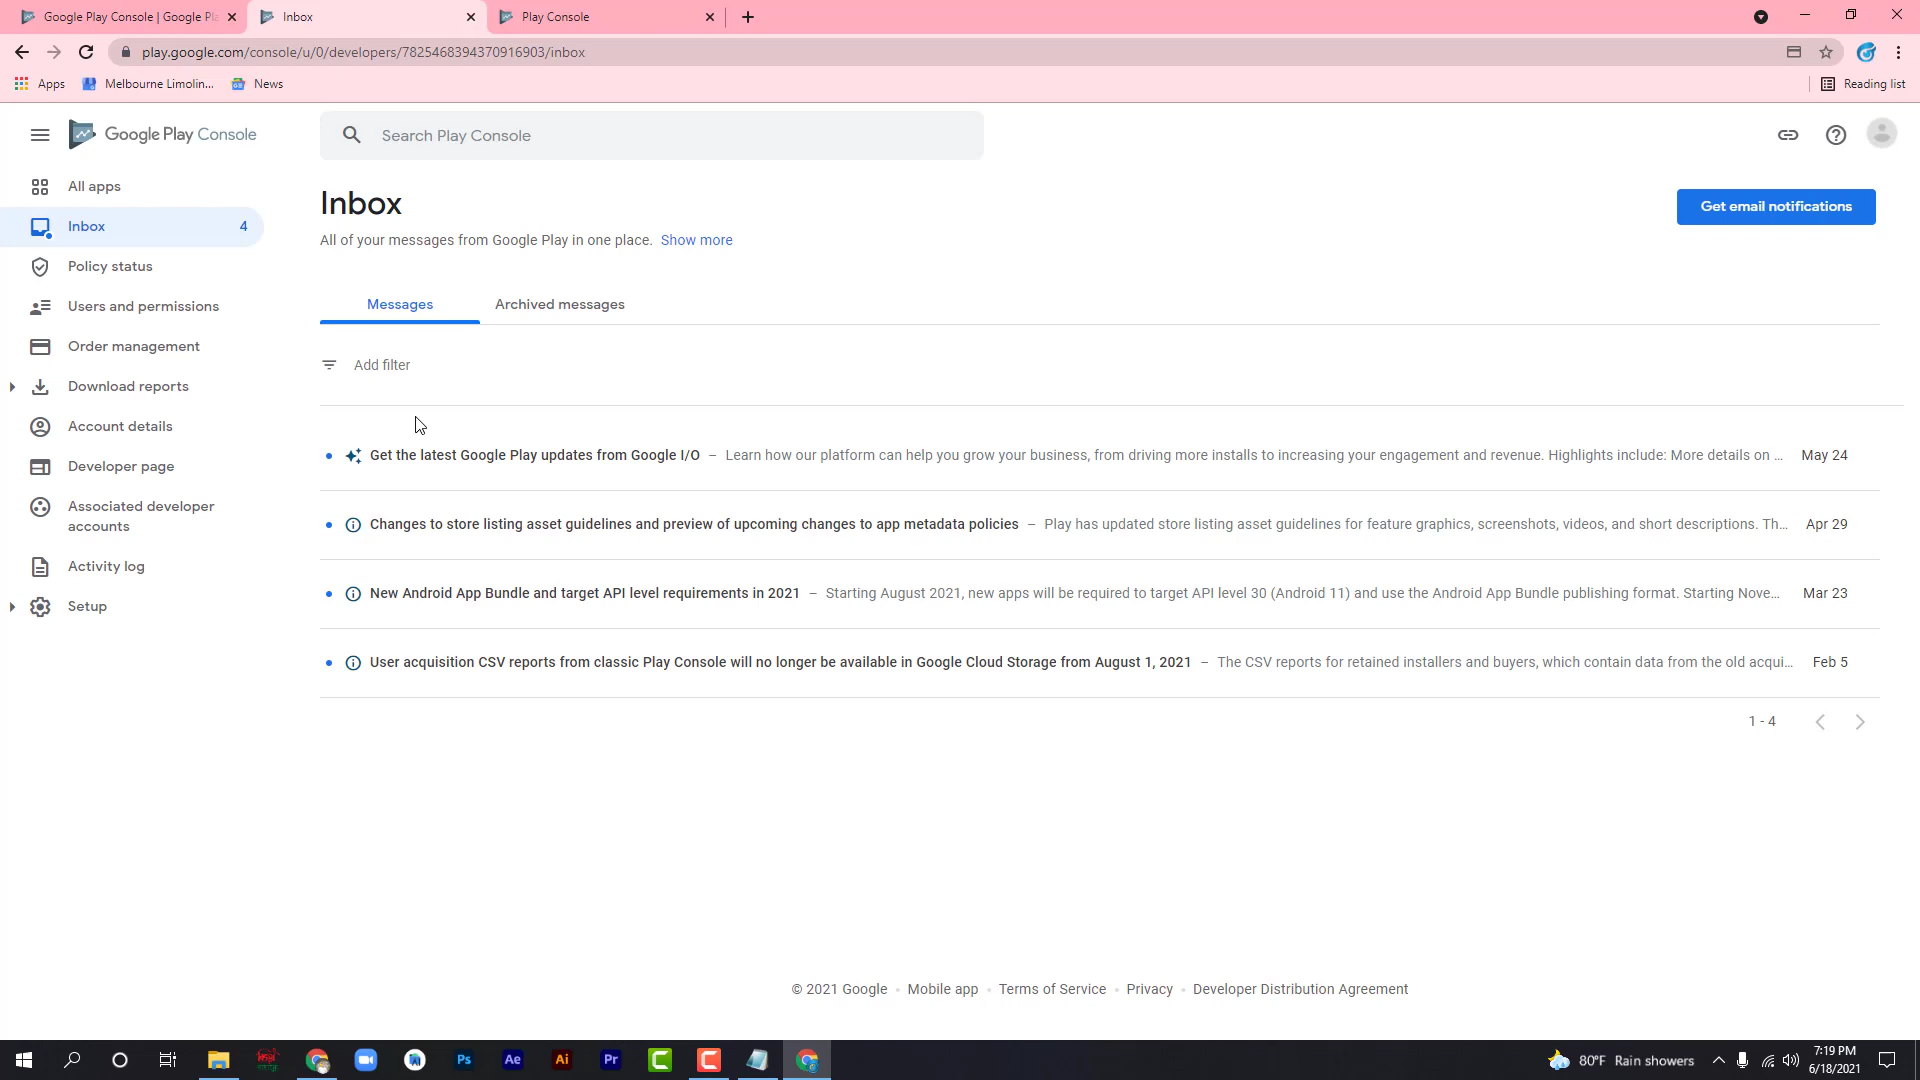 Google Play Console | Google Pla
Inbox
Play Console
play.google.com/console/u/0/developers/7825468394370916903/inbox
Apps
Melbourne Limolin...
News
Reading list
Google Play Console
Search Play Console
All apps
Inbox 4
Policy status
Users and permissions
Order management
Download reports
Account details
Developer page
Associated developer
accounts
Activity log
Setup
Inbox
Get email notifications
All of your messages from Google Play in one place. Show more
Messages
Archived messages
Add filter
Get the latest Google Play updates from Google I/O – Learn how our platform can help you grow your business, from driving more installs to increasing your engagement and revenue. Highlights include: More details on ... May 24
Changes to store listing asset guidelines and preview of upcoming changes to app metadata policies – Play has updated store listing asset guidelines for feature graphics, screenshots, videos, and short descriptions. Th... Apr 29
New Android App Bundle and target API level requirements in 2021 – Starting August 2021, new apps will be required to target API level 30 (Android 11) and use the Android App Bundle publishing format. Starting Nove... Mar 23
User acquisition CSV reports from classic Play Console will no longer be available in Google Cloud Storage from August 1, 2021 – The CSV reports for retained installers and buyers, which contain data from the old acqui... Feb 5
1 - 4
© 2021 Google • Mobile app • Terms of Service • Privacy • Developer Distribution Agreement
Ps
Ae
Ai
Pr
80°F Rain showers
7:19 PM
6/18/2021